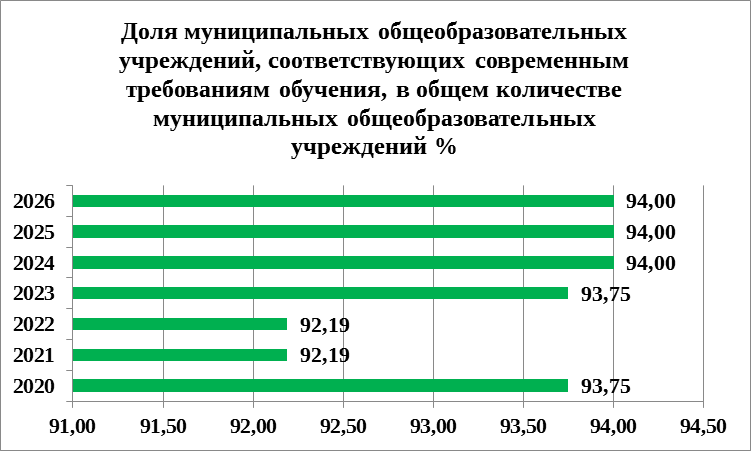 Доля муниципальных общеобразовательных
учреждений, соответствующих современным
требованиям обучения, в общем количестве
муниципальных общеобразовательных
учреждений %
2026 94,00
2025 94,00
2024 94,00
2023 93,75
2022 92,19
2021 92,19
2020 93,75
91,00 91,50 92,00 92,50 93,00 93,50 94,00 94,50